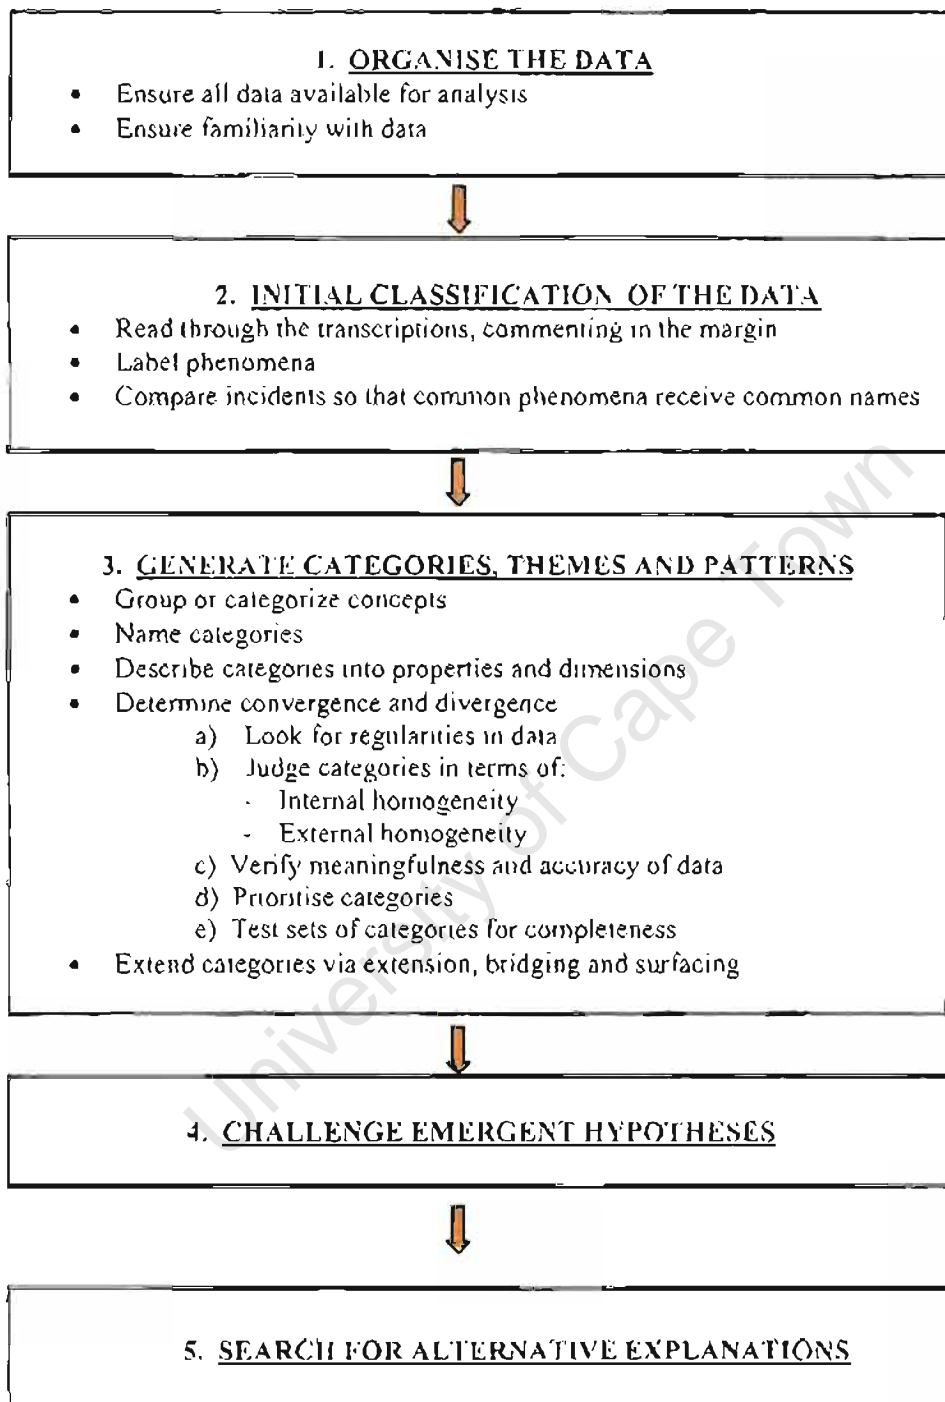 1. ORGANISE THE DATA
• Ensure all data available for analysis
• Ensure familiarity with data
2. INITIAL CLASSIFICATION OF THE DATA
• Read through the transcriptions, commenting in the margin
• Label phenomena
• Compare incidents so that common phenomena receive common names
3. GENERATE CATEGORIES, THEMES AND PATTERNS
• Group or categorize concepts
• Name categories
• Describe categories into properties and dimensions
• Determine convergence and divergence
a) Look for regularities in data
b) Judge categories in terms of:
- Internal homogeneity
- External homogeneity
c) Verify meaningfulness and accuracy of data
d) Prioritise categories
e) Test sets of categories for completeness
• Extend categories via extension, bridging and surfacing
4. CHALLENGE EMERGENT HYPOTHESES
5. SEARCH FOR ALTERNATIVE EXPLANATIONS
University of Cape Town